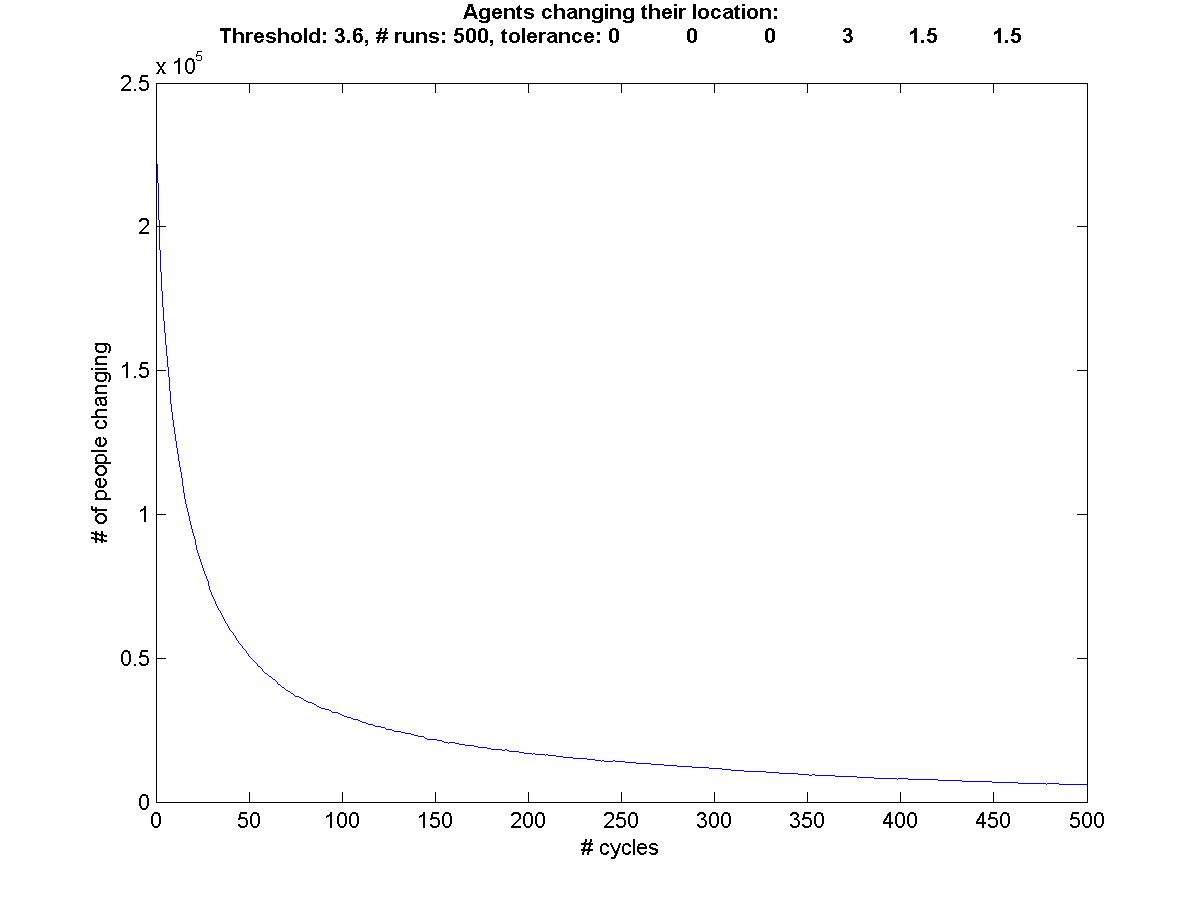 Agents changing their location:
Threshold: 3.6, # runs: 500, tolerance: 0 0 0 3 1.5 1.5
x 10^5
2.5
2
1.5
1
0.5
0
# of people changing
0 50 100 150 200 250 300 350 400 450 500
# cycles